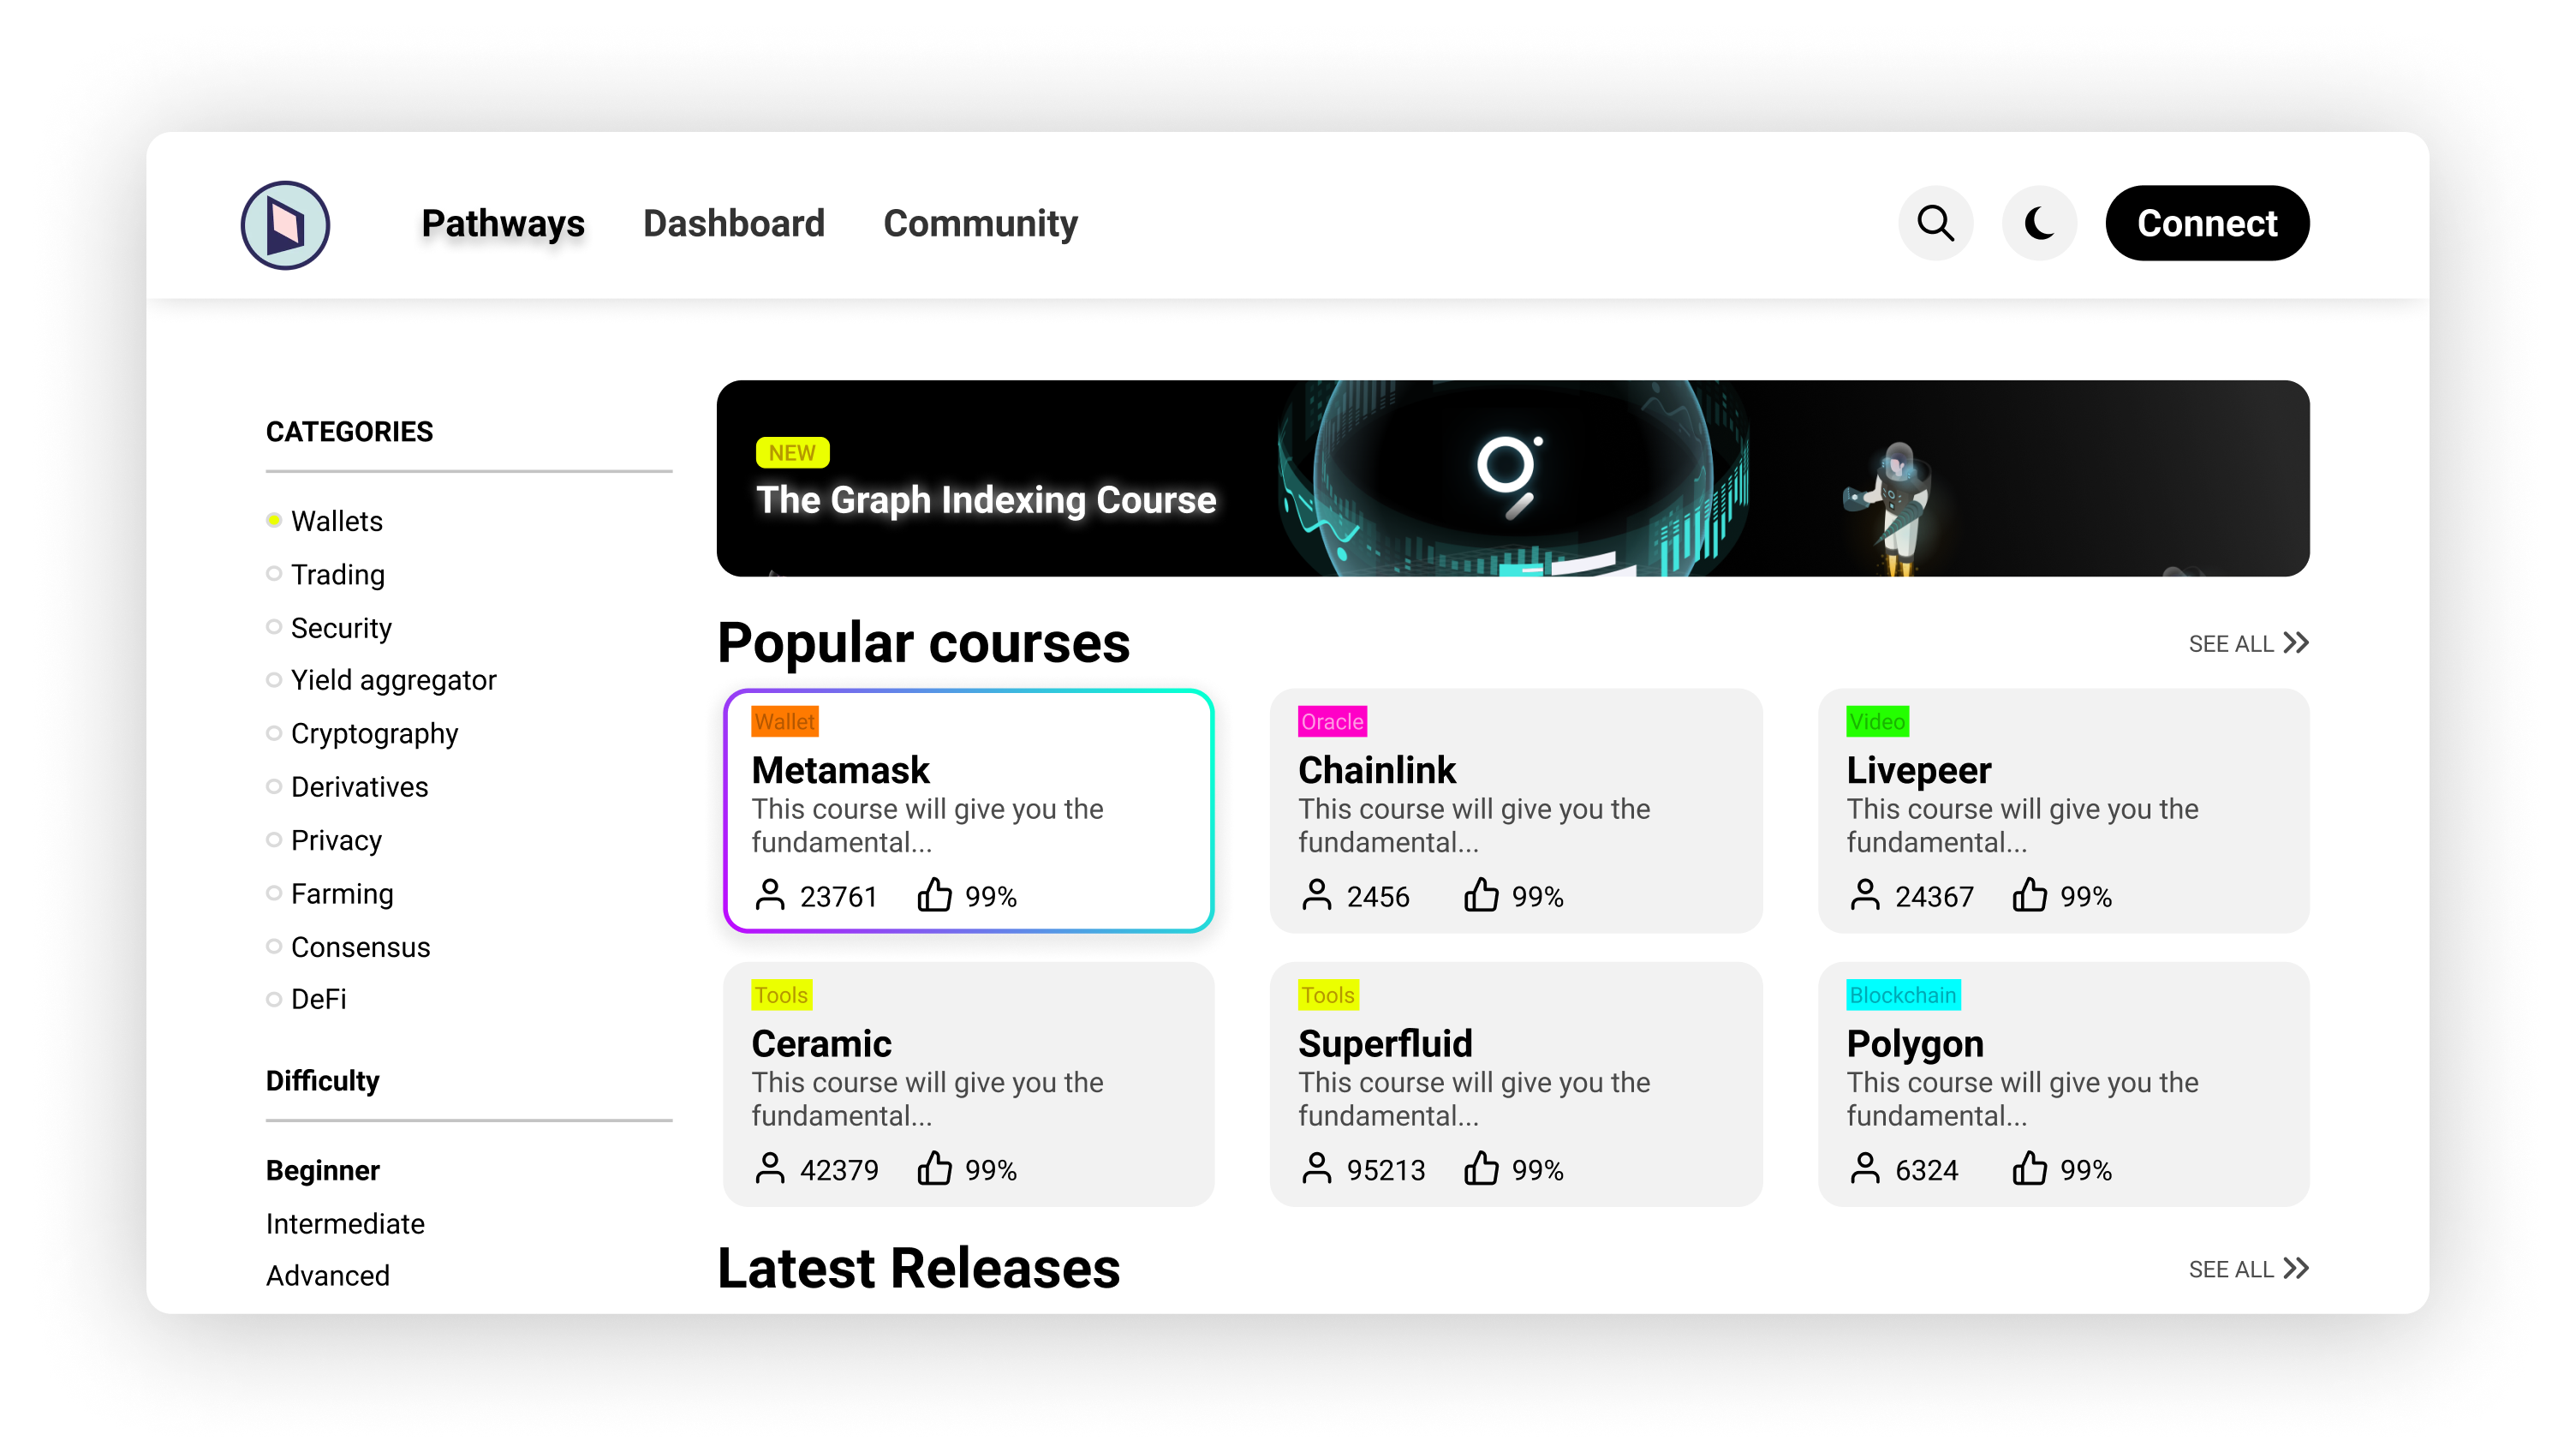 Pathways Dashboard Community Connect
CATEGORIES
Wallets
Trading
Security
Yield aggregator
Cryptography
Derivatives
Privacy
Farming
Consensus
DeFi
Difficulty
Beginner
Intermediate
Advanced
NEW
The Graph Indexing Course
Popular courses
SEE ALL
Wallet
Metamask
This course will give you the
fundamental...
23761 99%
Oracle
Chainlink
This course will give you the
fundamental...
2456 99%
Video
Livepeer
This course will give you the
fundamental...
24367 99%
Tools
Ceramic
This course will give you the
fundamental...
42379 99%
Tools
Superfluid
This course will give you the
fundamental...
95213 99%
Blockchain
Polygon
This course will give you the
fundamental...
6324 99%
Latest Releases
SEE ALL